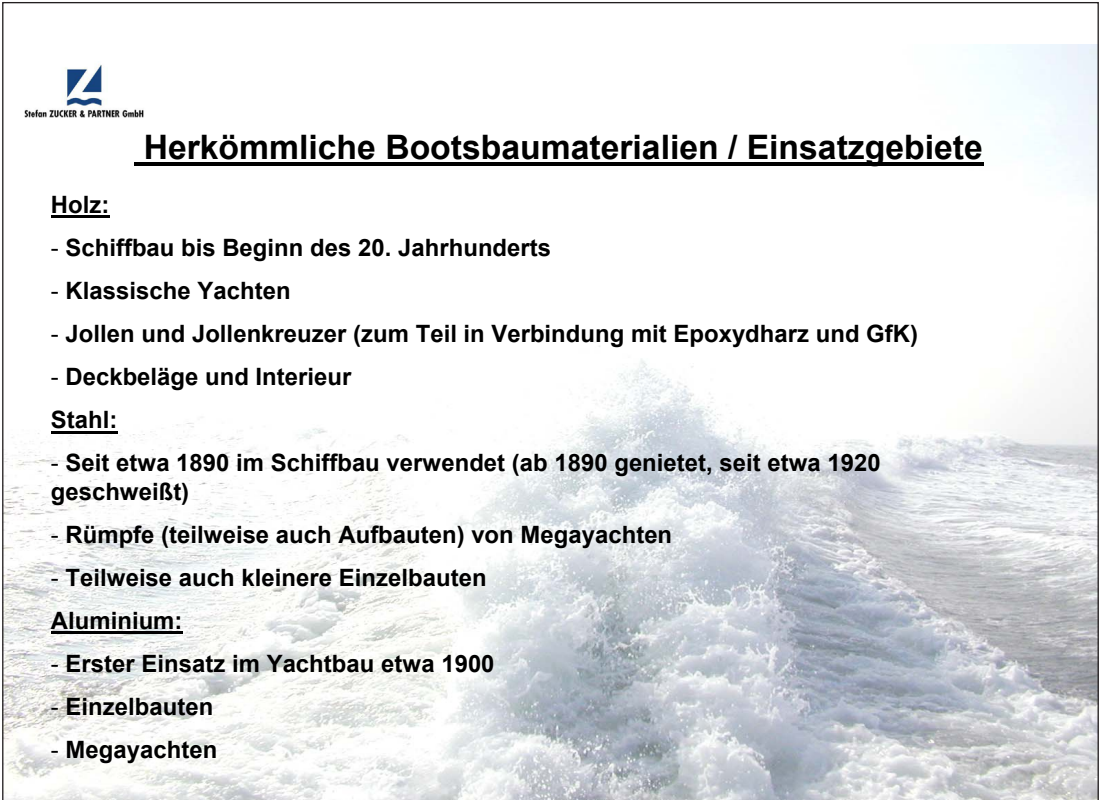 Stefan ZUCKER & PARTNER GmbH
Herkömmliche Bootsbaumaterialien / Einsatzgebiete
Holz:
- Schiffbau bis Beginn des 20. Jahrhunderts
- Klassische Yachten
- Jollen und Jollenkreuzer (zum Teil in Verbindung mit Epoxydharz und GfK)
- Deckbeläge und Interieur
Stahl:
- Seit etwa 1890 im Schiffbau verwendet (ab 1890 genietet, seit etwa 1920
geschweißt)
- Rümpfe (teilweise auch Aufbauten) von Megayachten
- Teilweise auch kleinere Einzelbauten
Aluminium:
- Erster Einsatz im Yachtbau etwa 1900
- Einzelbauten
- Megayachten